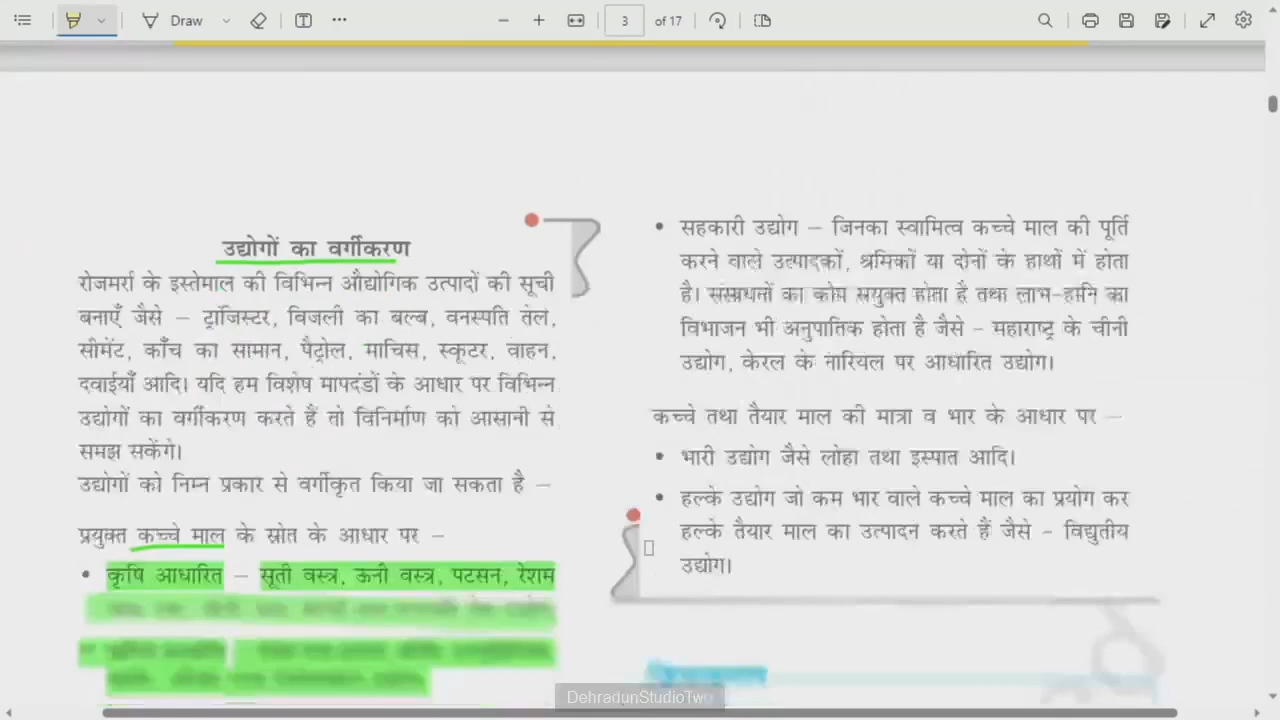 Draw
3
of 17
उद्योगों का वर्गीकरण
रोजमर्रा के इस्तेमाल की विभिन्न औद्योगिक उत्पादों की सूची
बनाएँ जैसे – ट्रांजिस्टर, बिजली का बल्ब, वनस्पति तेल,
सीमेंट, काँच का सामान, पैट्रोल, माचिस, स्कूटर, वाहन,
दवाईयाँ आदि। यदि हम विशेष मापदंडों के आधार पर विभिन्न
उद्योगों का वर्गीकरण करते हैं तो विनिर्माण को आसानी से
समझ सकेंगे।
उद्योगों को निम्न प्रकार से वर्गीकृत किया जा सकता है –
प्रयुक्त कच्चे माल के स्रोत के आधार पर –
• कृषि आधारित – सूती वस्त्र, ऊनी वस्त्र, पटसन, रेशम
• सहकारी उद्योग – जिनका स्वामित्व कच्चे माल की पूर्ति
करने वाले उत्पादकों, श्रमिकों या दोनों के हाथों में होता
है। संसाधनों का कोष संयुक्त होता है तथा लाभ-हानि का
विभाजन भी अनुपातिक होता है जैसे – महाराष्ट्र के चीनी
उद्योग, केरल के नारियल पर आधारित उद्योग।
कच्चे तथा तैयार माल की मात्रा व भार के आधार पर –
• भारी उद्योग जैसे लोहा तथा इस्पात आदि।
• हल्के उद्योग जो कम भार वाले कच्चे माल का प्रयोग कर
हल्के तैयार माल का उत्पादन करते हैं जैसे – विद्युतीय
उद्योग।
DehradunStudioTwo